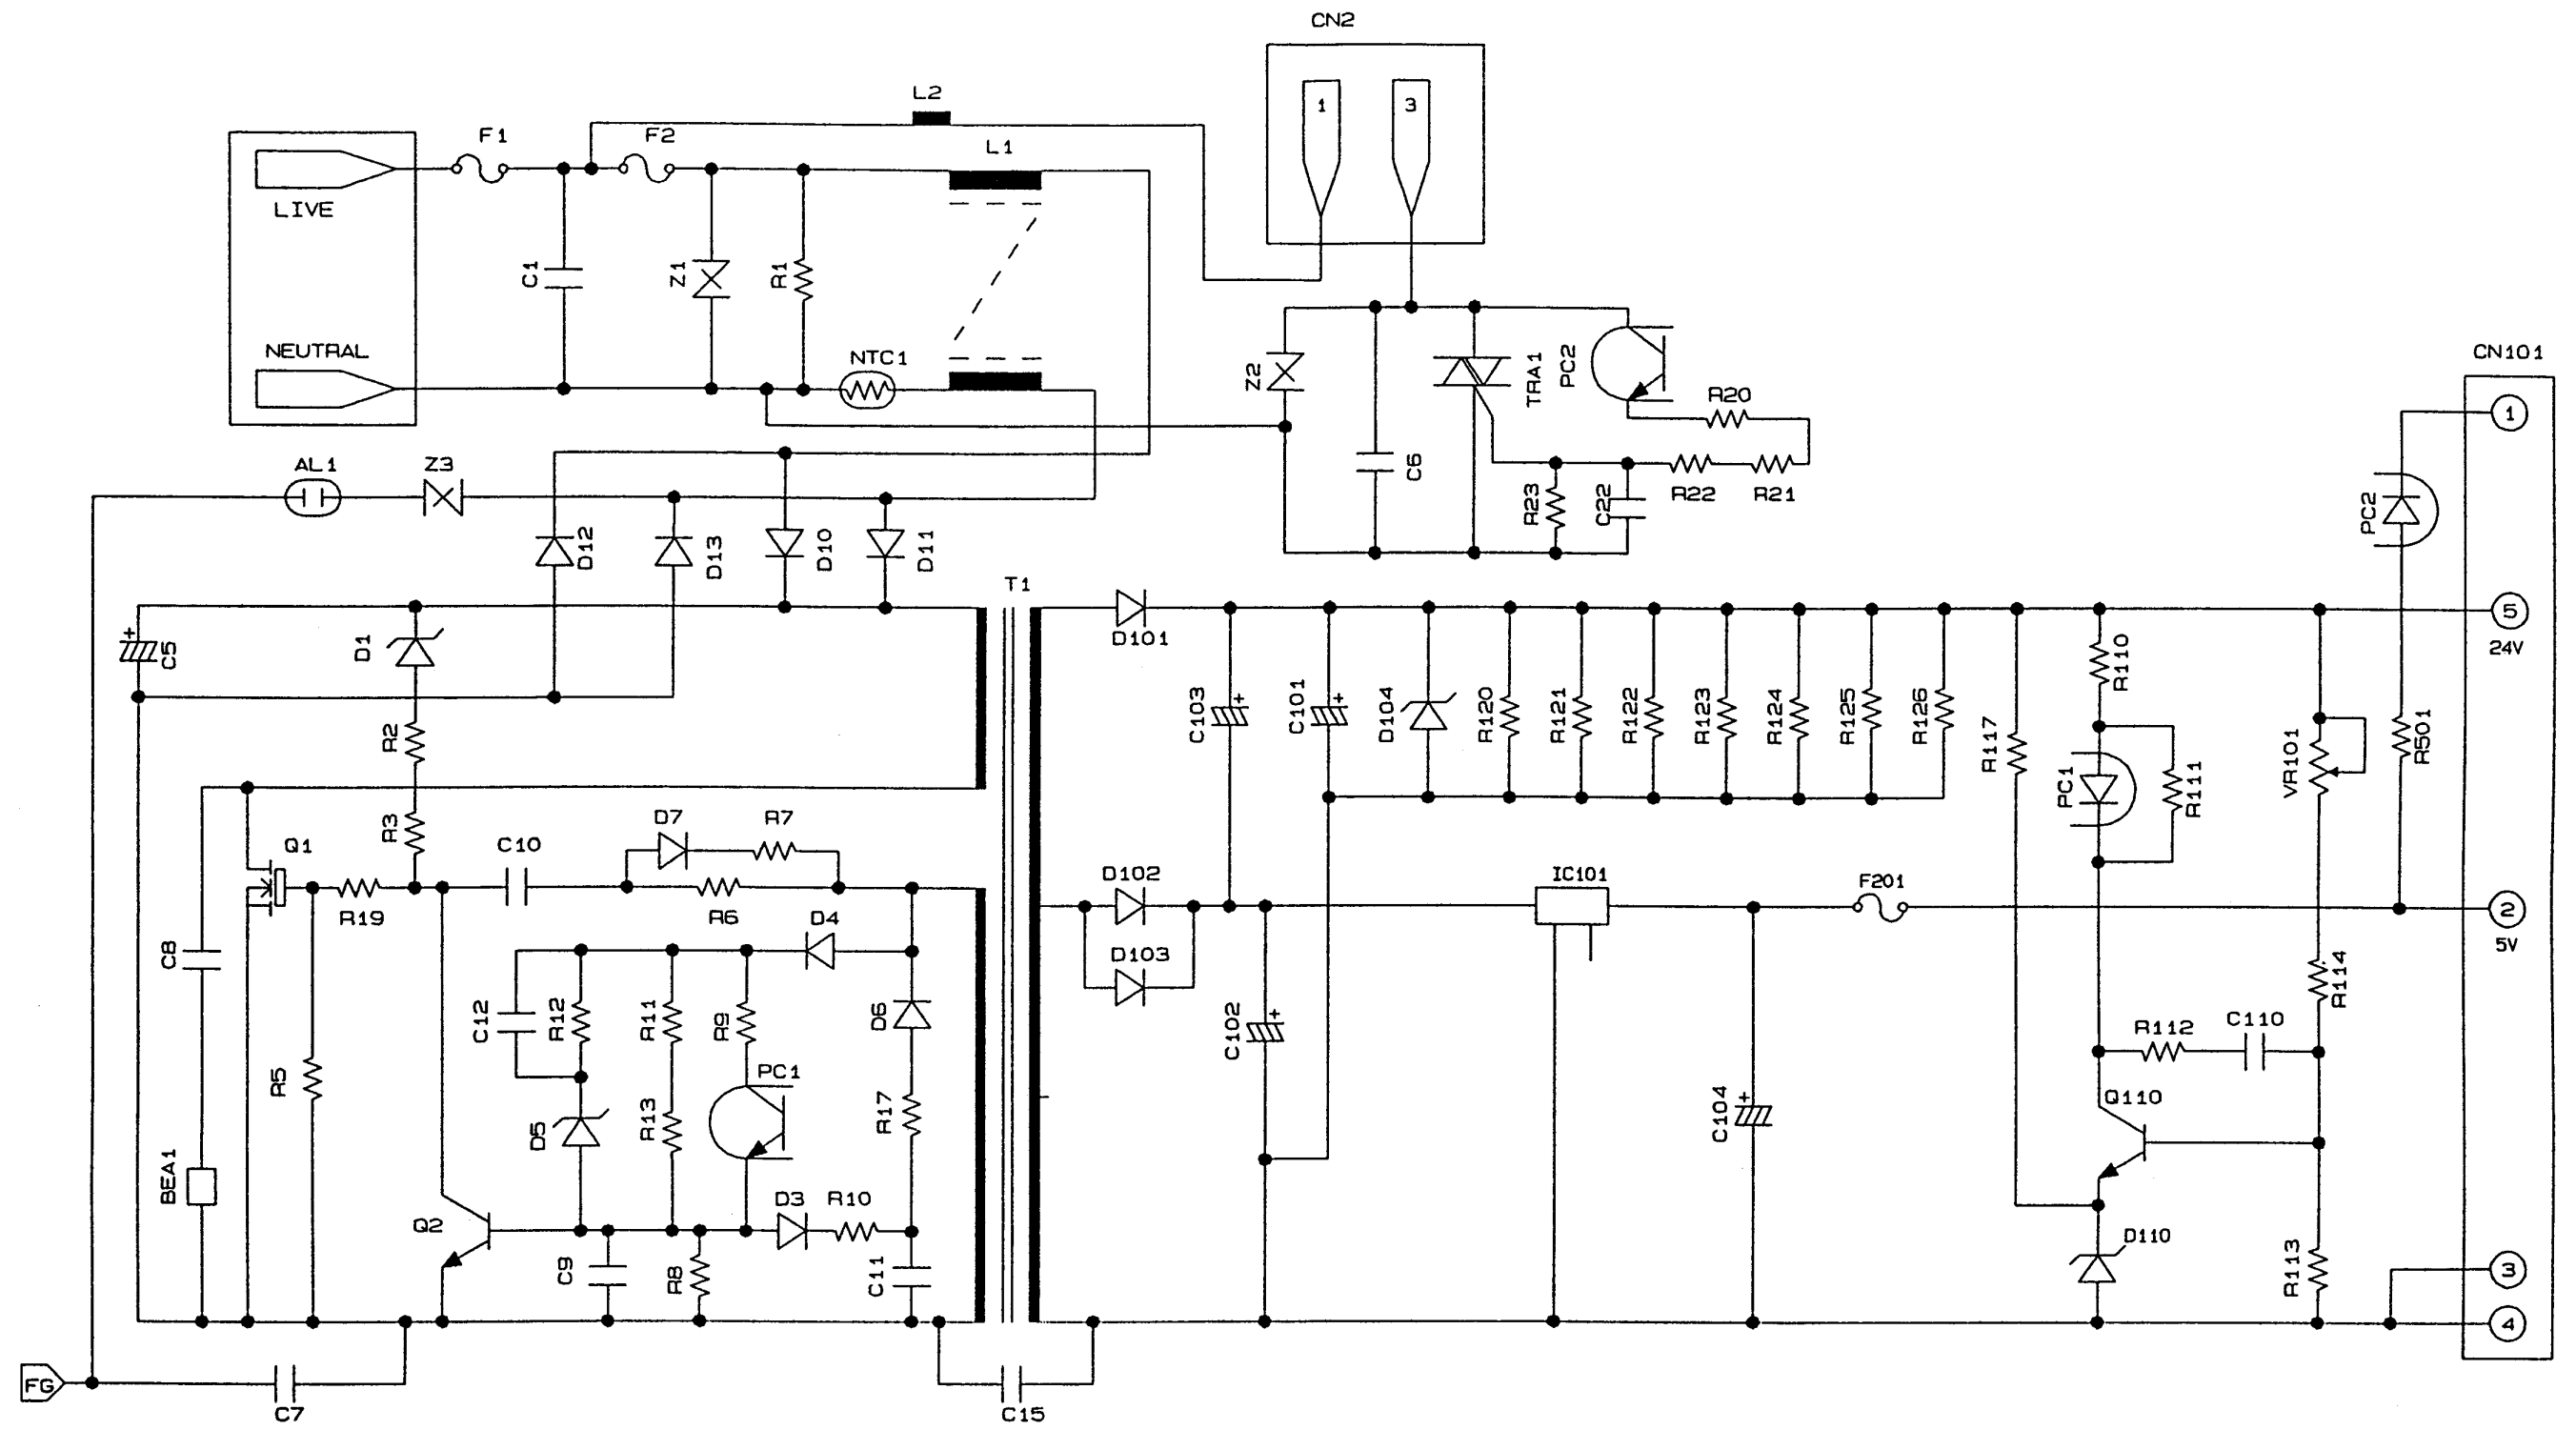 CN2
1
3
L2
F1
F2
L1
LIVE
C1
Z1
R1
NEUTRAL
NTC1
Z2
TRA1
PC2
R20
CN101
1
AL1
Z3
C6
R23
C22
R22
R21
PC2
D12
D13
D10
D11
T1
D101
5
24V
C5
D1
R2
R3
C103
C101
D104
R120
R121
R122
R123
R124
R125
R126
R117
R110
PC1
R111
VR101
R501
Q1
C10
D7
R7
R19
R6
D4
D102
D103
IC101
F201
2
5V
C8
C12
R12
R11
R9
D6
C102
R114
R112
C110
R5
D5
R13
PC1
R17
C104
Q110
BEA1
Q2
D3
R10
C9
R8
C11
D110
R113
3
4
FG
C7
C15